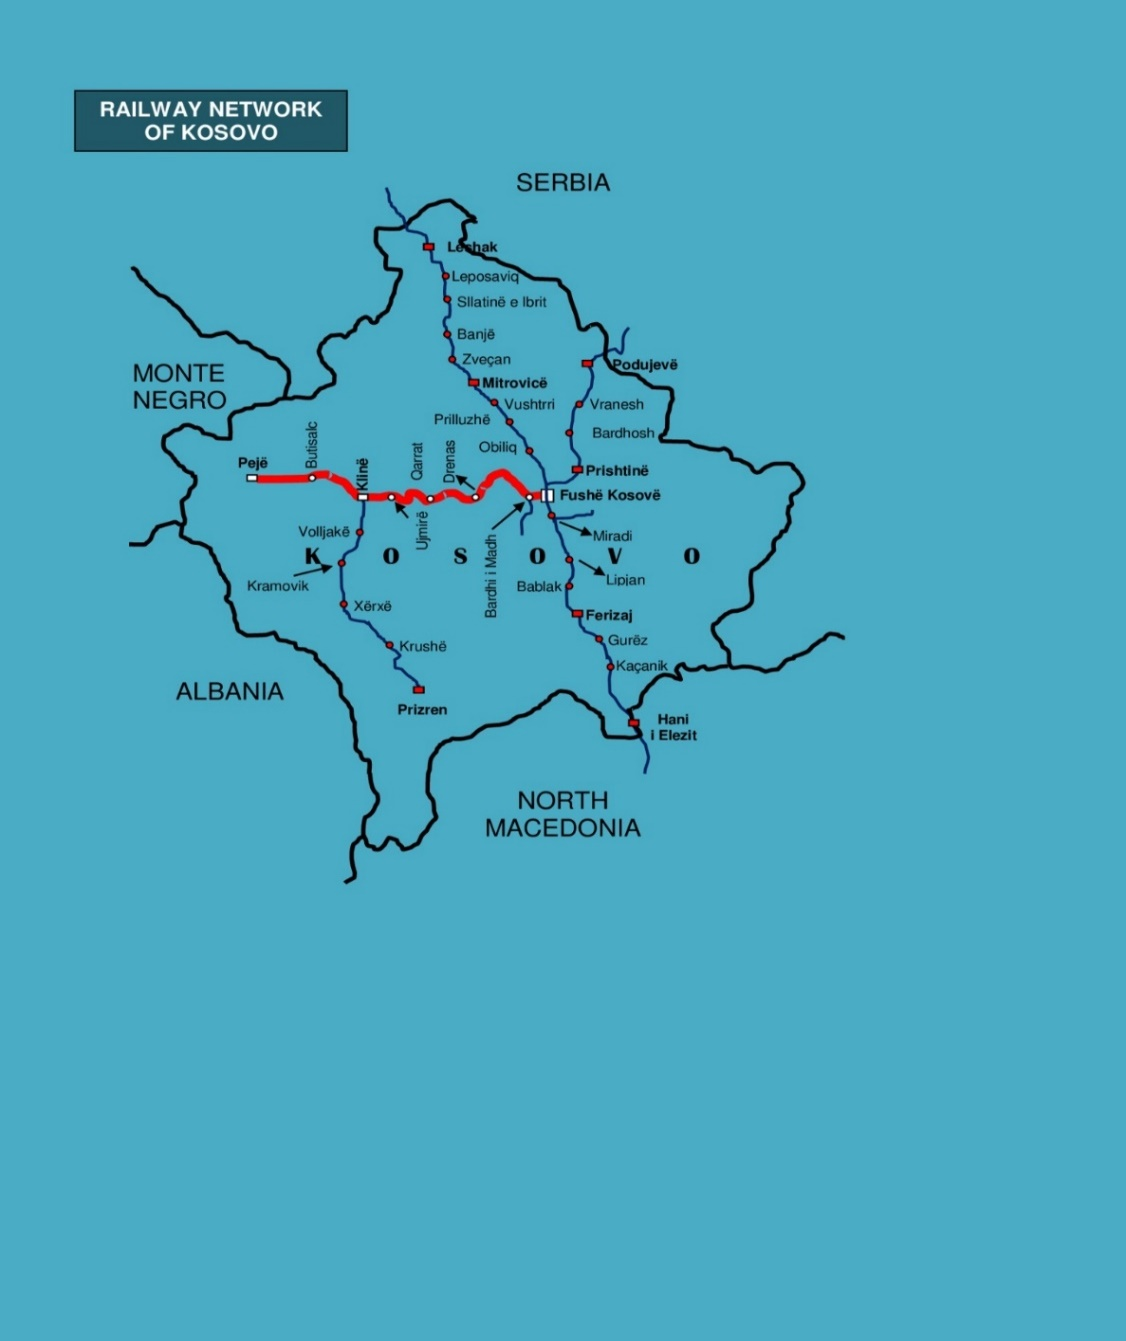 RAILWAY NETWORK
OF KOSOVO
SERBIA
Leshak
Leposaviq
Sllatinë e Ibrit
Banjë
Zveçan
Podujevë
MONTE
NEGRO
Mitrovicë
Vushtrri
Vranesh
Prilluzhë
Bardhosh
Obiliq
Butisalc
Pejë
Klinë
Qarrat
Drenas
Prishtinë
Fushë Kosovë
Ujmirë
Volljakë
Miradi
K O S O V O
Bardhi i Madh
Kramovik
Bablak
Lipjan
Xërxë
Ferizaj
Krushë
Gurëz
Kaçanik
ALBANIA
Prizren
Hani
i Elezit
NORTH
MACEDONIA